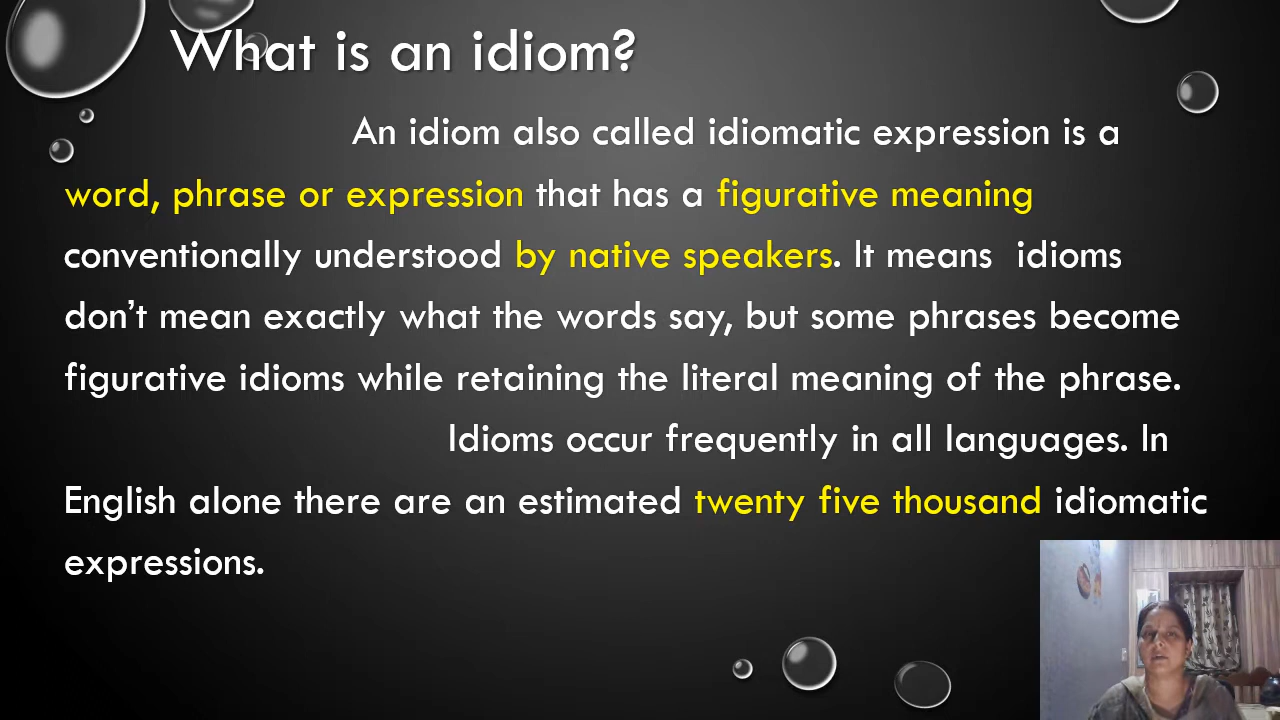 What is an idiom?
An idiom also called idiomatic expression is a
word, phrase or expression that has a figurative meaning
conventionally understood by native speakers. It means  idioms
don’t mean exactly what the words say, but some phrases become
figurative idioms while retaining the literal meaning of the phrase.
Idioms occur frequently in all languages. In
English alone there are an estimated twenty five thousand idiomatic
expressions.